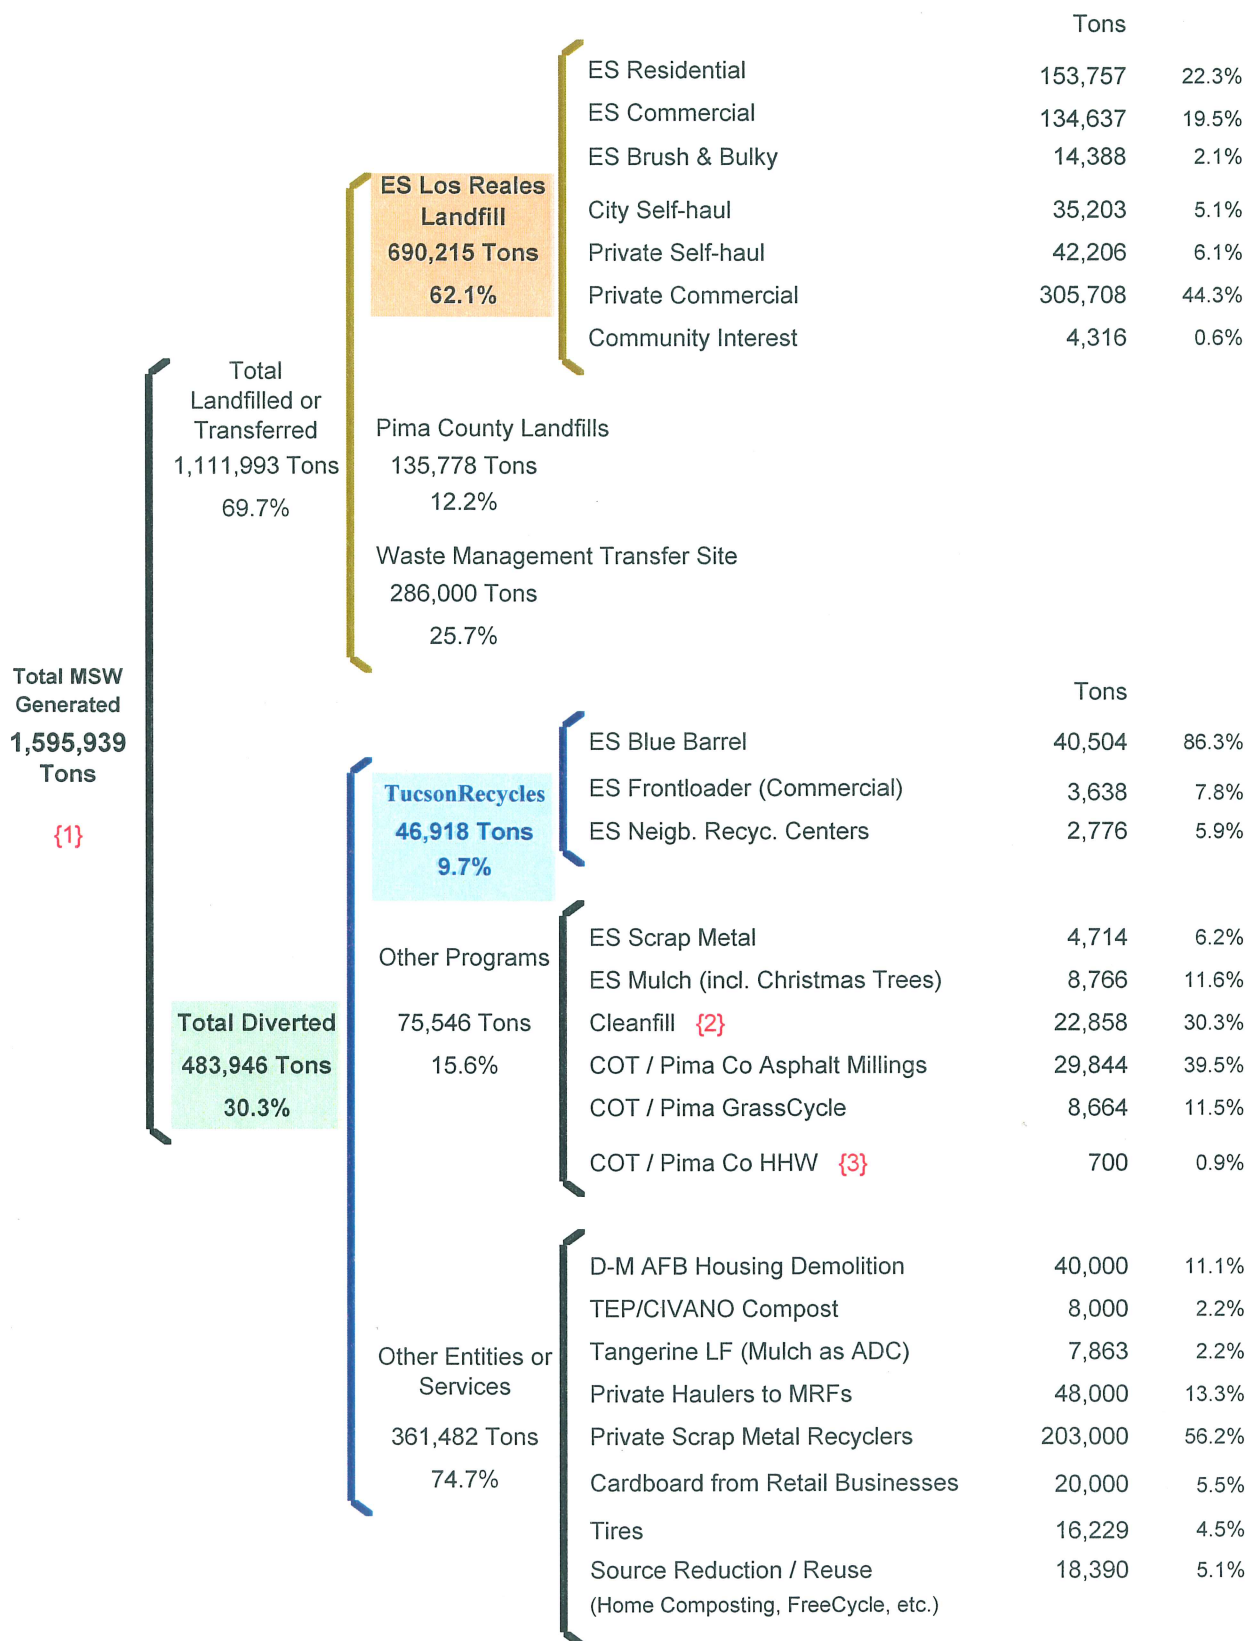 Tons
ES Residential 153,757 22.3%
ES Commercial 134,637 19.5%
ES Brush & Bulky 14,388 2.1%
City Self-haul 35,203 5.1%
Private Self-haul 42,206 6.1%
Private Commercial 305,708 44.3%
Community Interest 4,316 0.6%
ES Los Reales
Landfill
690,215 Tons
62.1%
Total
Landfilled or
Transferred
1,111,993 Tons
69.7%
Pima County Landfills
135,778 Tons
12.2%
Waste Management Transfer Site
286,000 Tons
25.7%
Total MSW
Generated
1,595,939
Tons
{1}
Tons
ES Blue Barrel 40,504 86.3%
ES Frontloader (Commercial) 3,638 7.8%
ES Neigb. Recyc. Centers 2,776 5.9%
TucsonRecycles
46,918 Tons
9.7%
Other Programs
75,546 Tons
15.6%
ES Scrap Metal 4,714 6.2%
ES Mulch (incl. Christmas Trees) 8,766 11.6%
Cleanfill {2} 22,858 30.3%
COT / Pima Co Asphalt Millings 29,844 39.5%
COT / Pima GrassCycle 8,664 11.5%
COT / Pima Co HHW {3} 700 0.9%
Total Diverted
483,946 Tons
30.3%
Other Entities or
Services
361,482 Tons
74.7%
D-M AFB Housing Demolition 40,000 11.1%
TEP/CIVANO Compost 8,000 2.2%
Tangerine LF (Mulch as ADC) 7,863 2.2%
Private Haulers to MRFs 48,000 13.3%
Private Scrap Metal Recyclers 203,000 56.2%
Cardboard from Retail Businesses 20,000 5.5%
Tires 16,229 4.5%
Source Reduction / Reuse 18,390 5.1%
(Home Composting, FreeCycle, etc.)